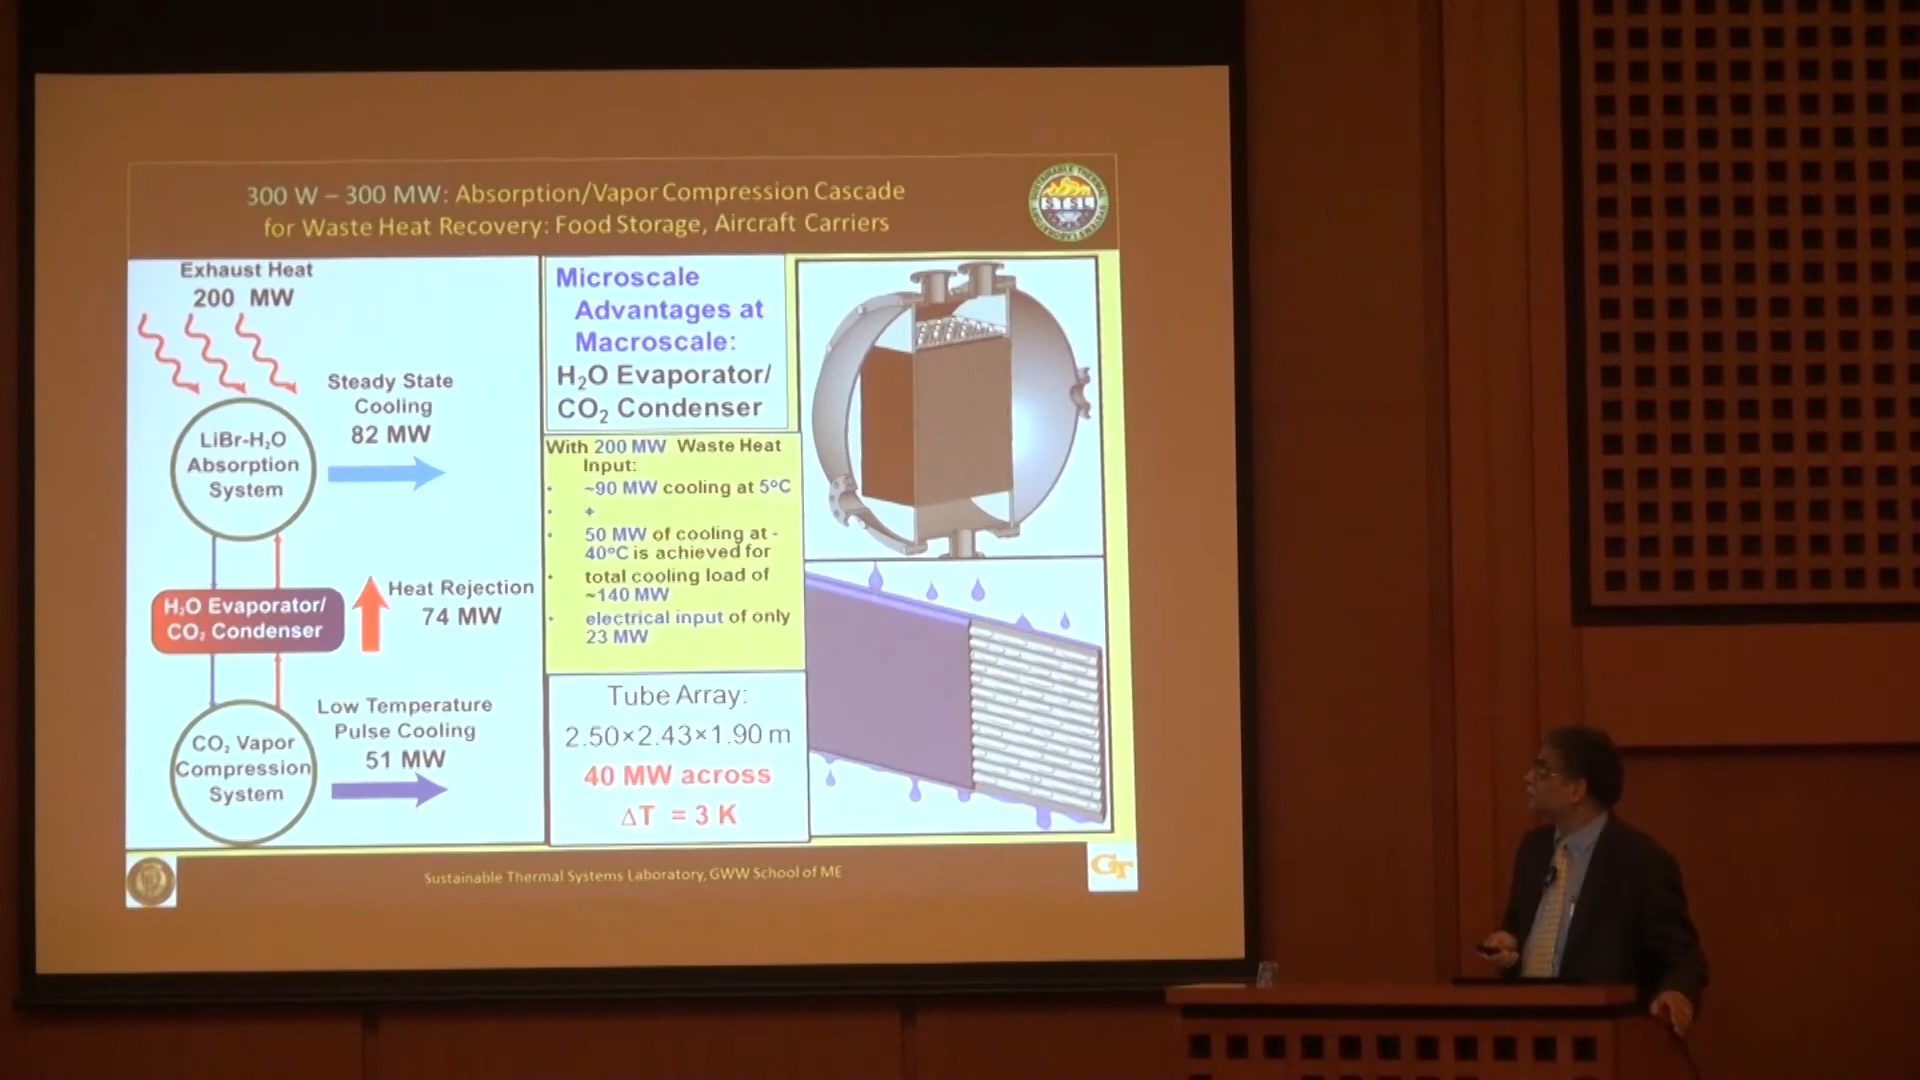 300 W – 300 MW: Absorption/Vapor Compression Cascade
for Waste Heat Recovery: Food Storage, Aircraft Carriers
STSL
Exhaust Heat
200 MW
Steady State
Cooling
82 MW
LiBr-H₂O
Absorption
System
H₂O Evaporator/
CO₂ Condenser
Heat Rejection
74 MW
Low Temperature
Pulse Cooling
51 MW
CO₂ Vapor
Compression
System
Microscale
Advantages at
Macroscale:
H₂O Evaporator/
CO₂ Condenser
With 200 MW Waste Heat
Input:
• ~90 MW cooling at 5°C
• +
• 50 MW of cooling at -
40°C is achieved for
• total cooling load of
~140 MW
• electrical input of only
23 MW
Tube Array:
2.50×2.43×1.90 m
40 MW across
ΔT = 3 K
Sustainable Thermal Systems Laboratory, GWW School of ME
GT